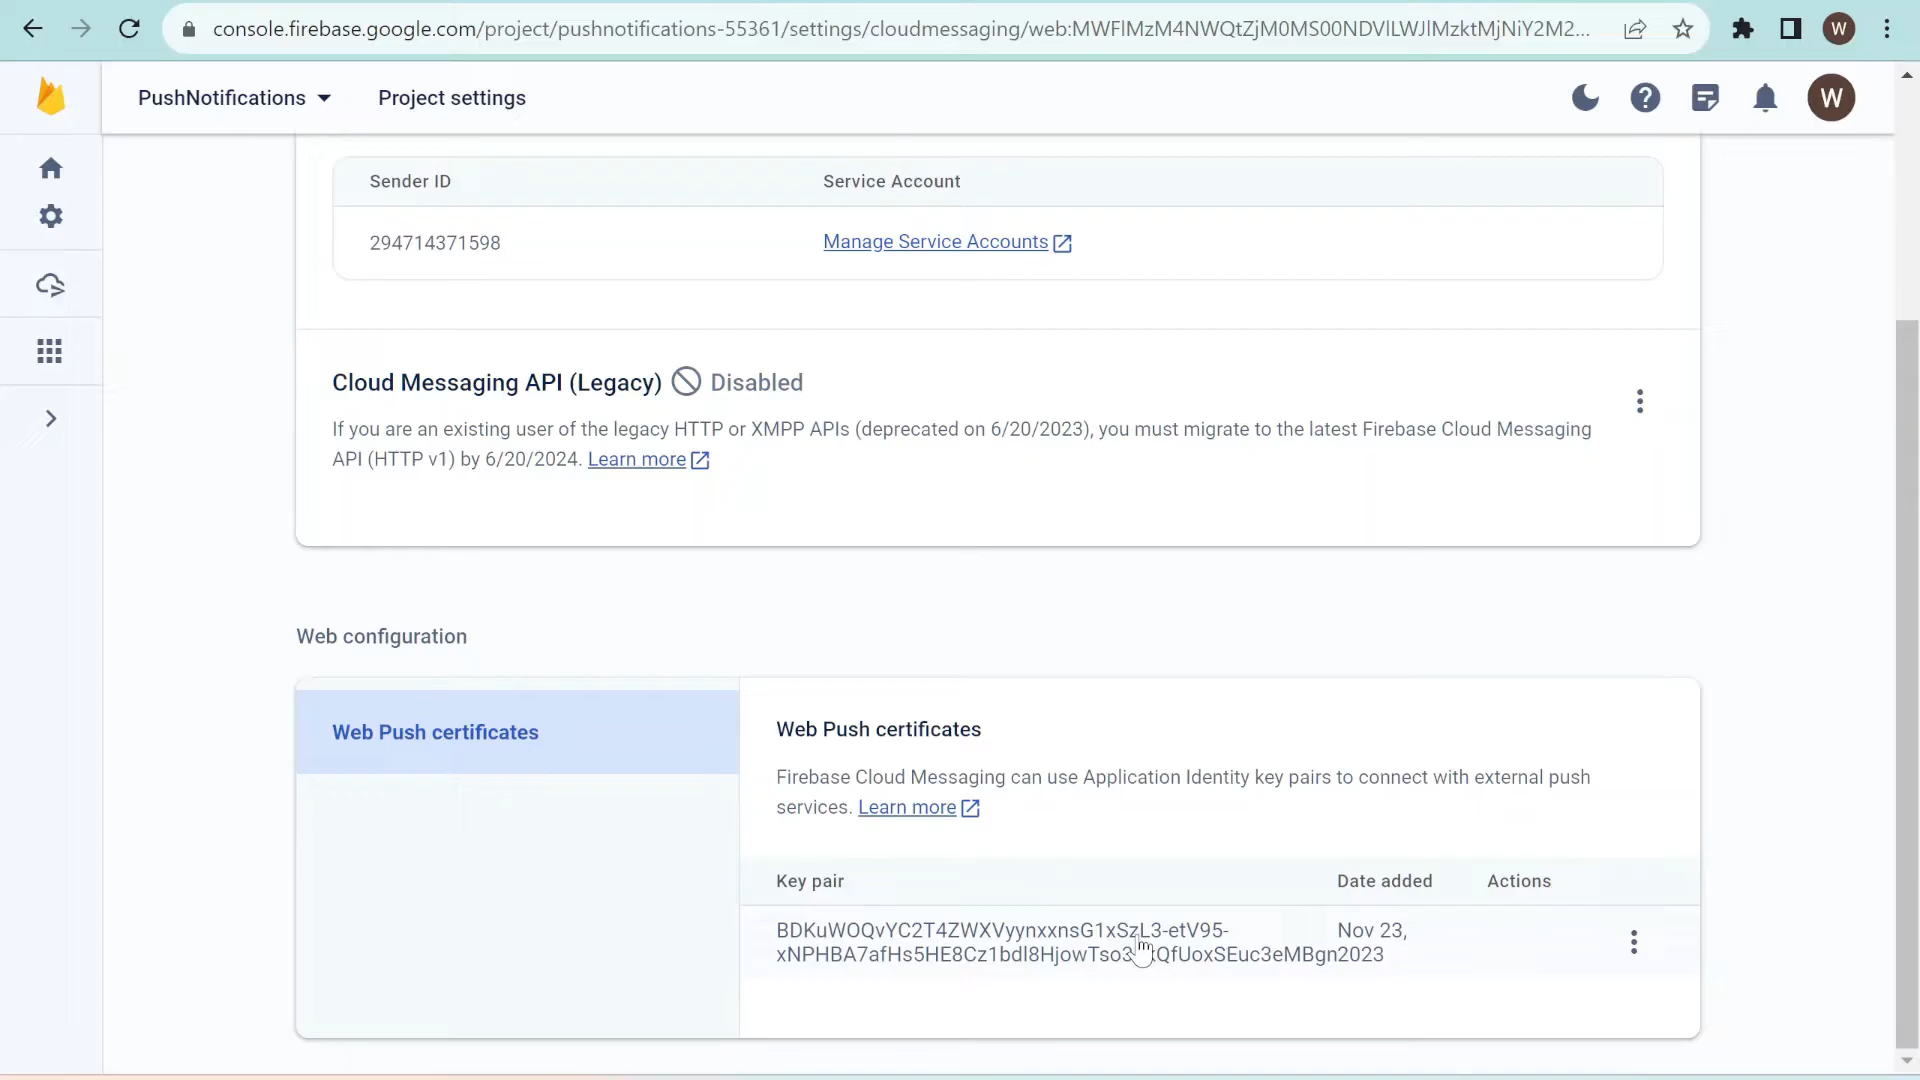 console.firebase.google.com/project/pushnotifications-55361/settings/cloudmessaging/web:MWFlMzM4NWQtZjM0MS00NDVlLWJlMzktMjNiY2M2...
W
PushNotifications
Project settings
W
Sender ID
Service Account
294714371598
Manage Service Accounts
Cloud Messaging API (Legacy)
Disabled
If you are an existing user of the legacy HTTP or XMPP APIs (deprecated on 6/20/2023), you must migrate to the latest Firebase Cloud Messaging
API (HTTP v1) by 6/20/2024. Learn more
Web configuration
Web Push certificates
Web Push certificates
Firebase Cloud Messaging can use Application Identity key pairs to connect with external push
services. Learn more
Key pair
Date added
Actions
BDKuWOQvYC2T4ZWXVyynxxnsG1xSzL3-etV95-
Nov 23,
2023